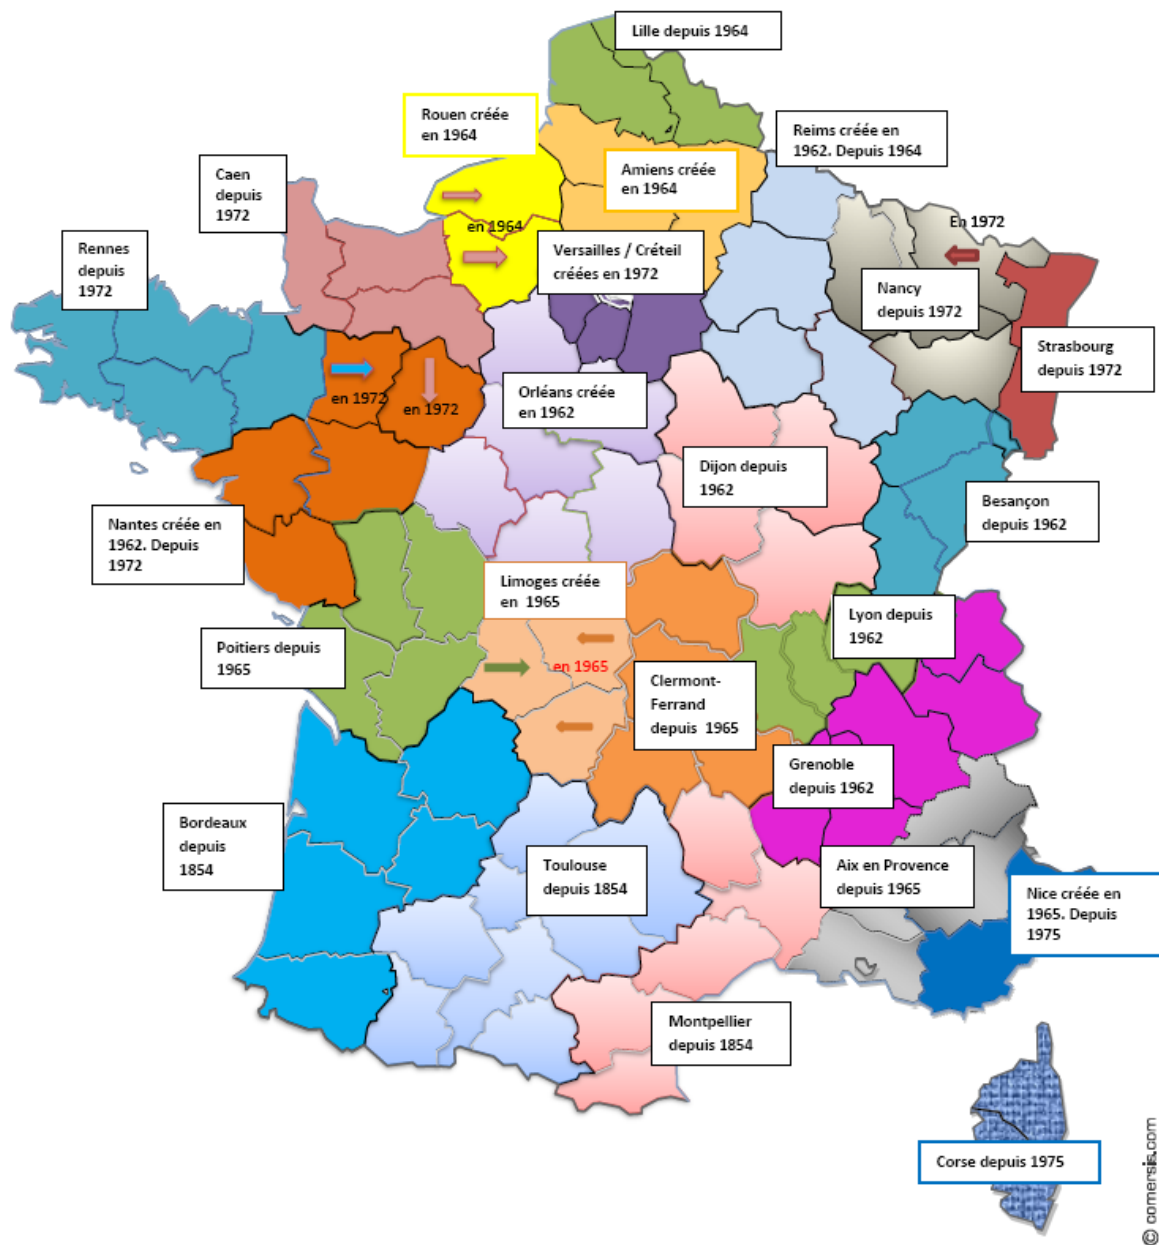 Lille depuis 1964
Rouen créée
en 1964
Reims créée en
1962. Depuis 1964
Amiens créée
en 1964
Caen
depuis
1972
en 1964
En 1972
Rennes
depuis
1972
Versailles / Créteil
créées en 1972
Nancy
depuis 1972
Strasbourg
depuis 1972
en 1972
en 1972
Orléans créée
en 1962
Dijon depuis
1962
Besançon
depuis 1962
Nantes créée en
1962. Depuis
1972
Limoges créée
en 1965
Lyon depuis
1962
Poitiers depuis
1965
en 1965
Clermont-
Ferrand
depuis 1965
Grenoble
depuis 1962
Bordeaux
depuis
1854
Toulouse
depuis 1854
Aix en Provence
depuis 1965
Nice créée en
1965. Depuis
1975
Montpellier
depuis 1854
Corse depuis 1975
© comersis.com